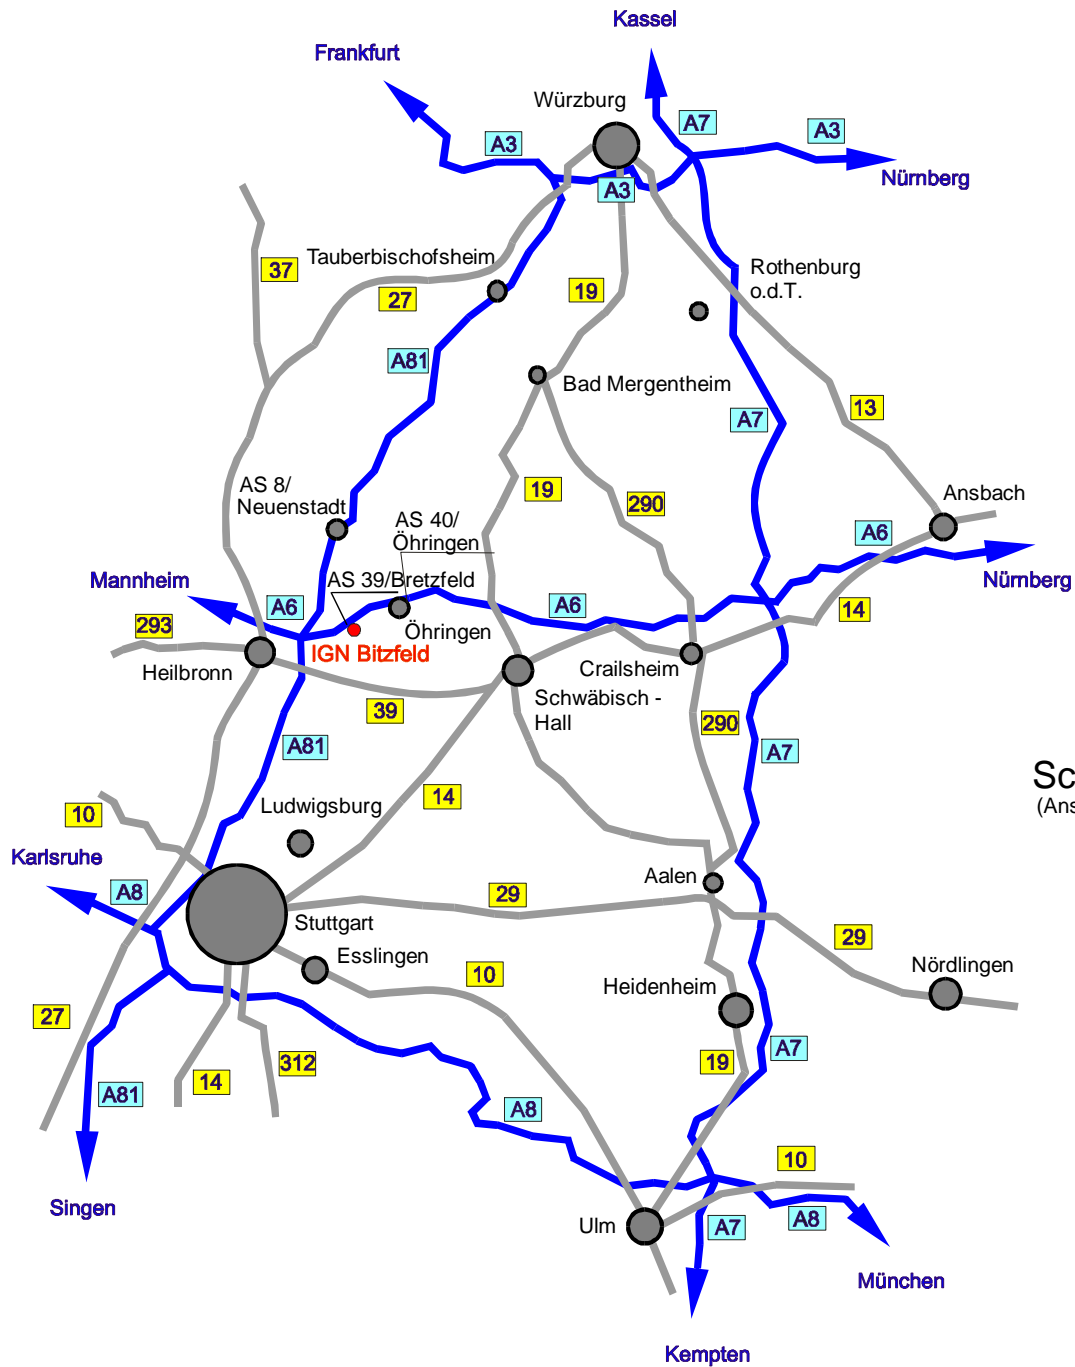 Kassel
Frankfurt
Würzburg
A7
A3
A3
A3
Nürnberg
Tauberbischofsheim
37
27
19
Rothenburg
o.d.T.
A81
Bad Mergentheim
A7
13
AS 8/
Neuenstadt
19
290
Ansbach
AS 40/
Öhringen
A6
Mannheim
AS 39/Bretzfeld
Nürnberg
A6
A6
14
293
Öhringen
IGN Bitzfeld
Heilbronn
Crailsheim
Schwäbisch -
Hall
39
290
A81
A7
Sc
(Ans
14
Ludwigsburg
10
Karlsruhe
A8
Aalen
29
Stuttgart
29
Esslingen
10
Nördlingen
Heidenheim
27
312
14
A81
19
A7
A8
10
Singen
Ulm
A7
A8
München
Kempten